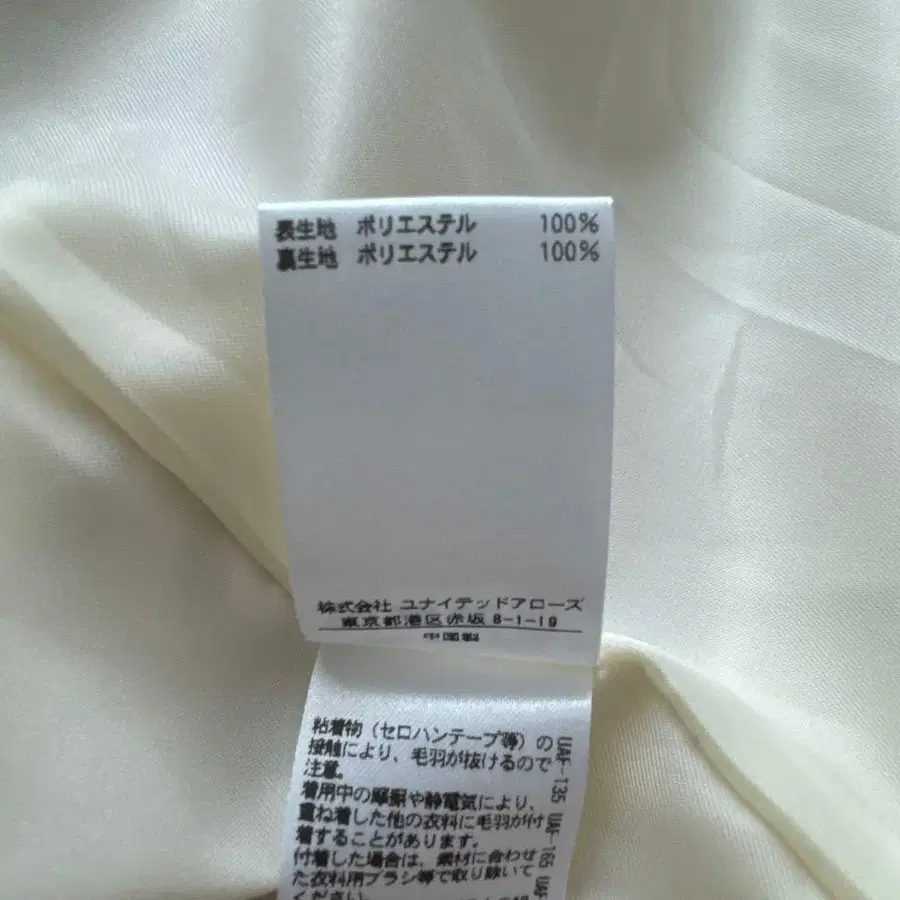 表生地 ポリエステル 100%
裏生地 ポリエステル 100%
株式会社 ユナイテッドアローズ
東京都港区赤坂 8-1-19
中国製
粘着物（セロハンテープ等）の
接触により、毛羽が抜けるので
注意。
着用中の摩擦や静電気により、
重ね着した他の衣料に毛羽が付
着することがあります。
付着した場合は、素材に合わせ
た衣料用ブラシ等で取り除いて
ください。
UAF-135 UAF-160 UAF